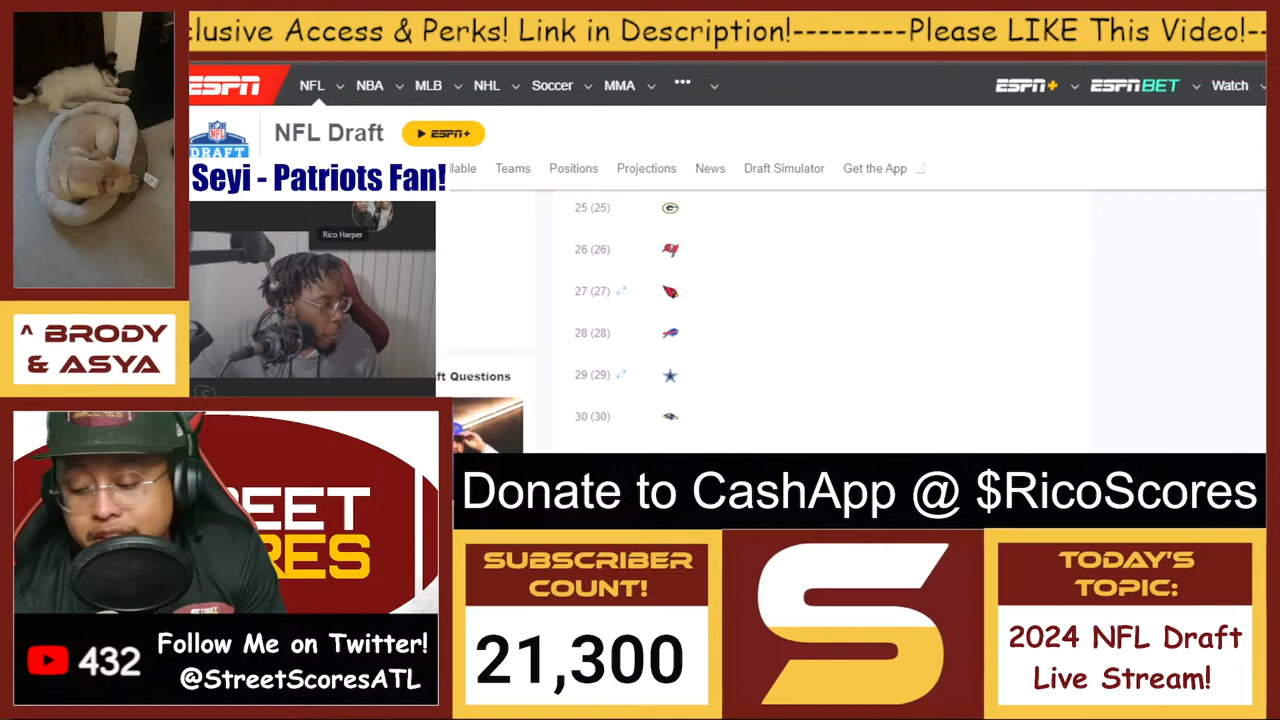 clusive Access & Perks! Link in Description!---------Please LIKE This Video!--
ESPN NFL NBA MLB NHL Soccer MMA ••• ESPN+ ESPN BET Watch
NFL
DRAFT
NFL Draft
ESPN+
ilable Teams Positions Projections News Draft Simulator Get the App
Seyi - Patriots Fan!
Rico Harper
25 (25)
26 (26)
27 (27)
28 (28)
29 (29)
30 (30)
ft Questions
^ BRODY
& ASYA
REET
RES
Donate to CashApp @ $RicoScores
SUBSCRIBER
COUNT!
21,300
S
TODAY'S
TOPIC:
2024 NFL Draft
Live Stream!
432
Follow Me on Twitter!
@StreetScoresATL